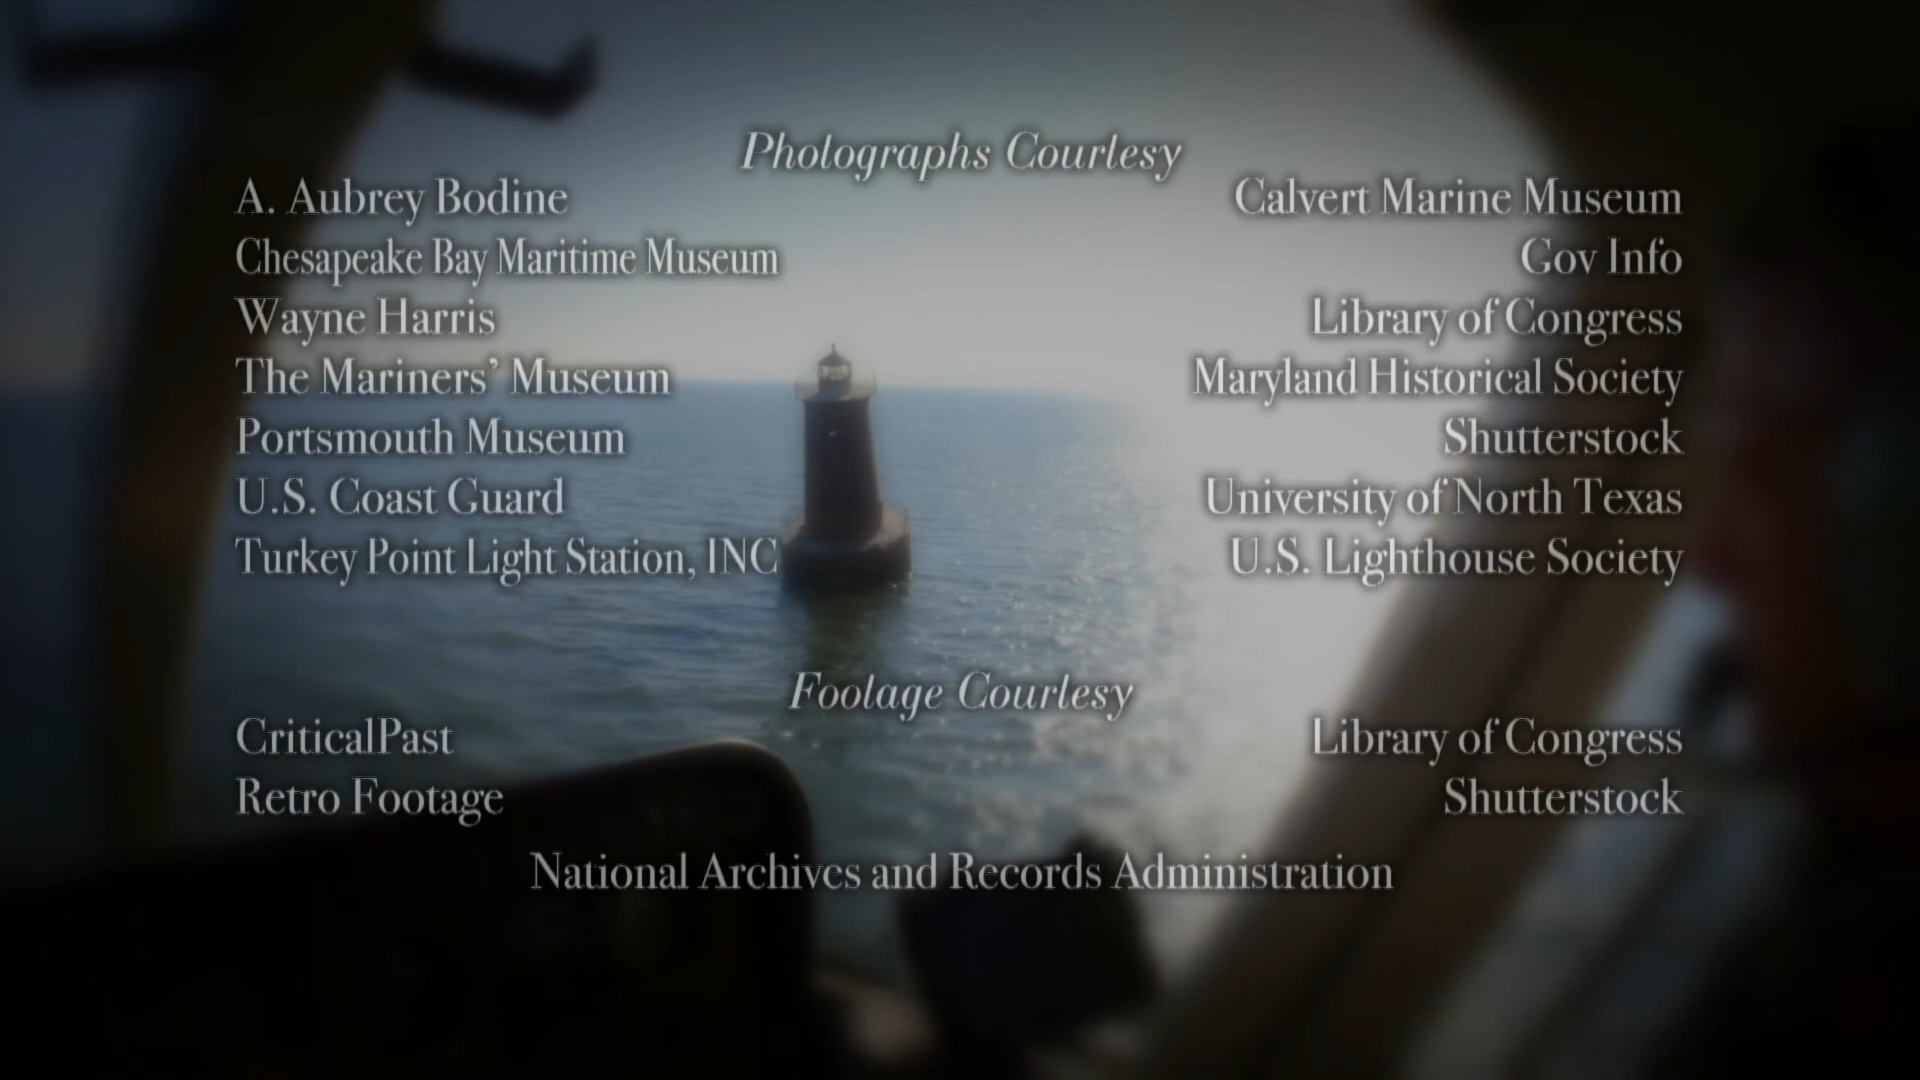 Photographs Courtesy
A. Aubrey Bodine
Calvert Marine Museum
Chesapeake Bay Maritime Museum
Gov Info
Wayne Harris
Library of Congress
The Mariners’ Museum
Maryland Historical Society
Portsmouth Museum
Shutterstock
U.S. Coast Guard
University of North Texas
Turkey Point Light Station, INC
U.S. Lighthouse Society
Footage Courtesy
CriticalPast
Library of Congress
Retro Footage
Shutterstock
National Archives and Records Administration